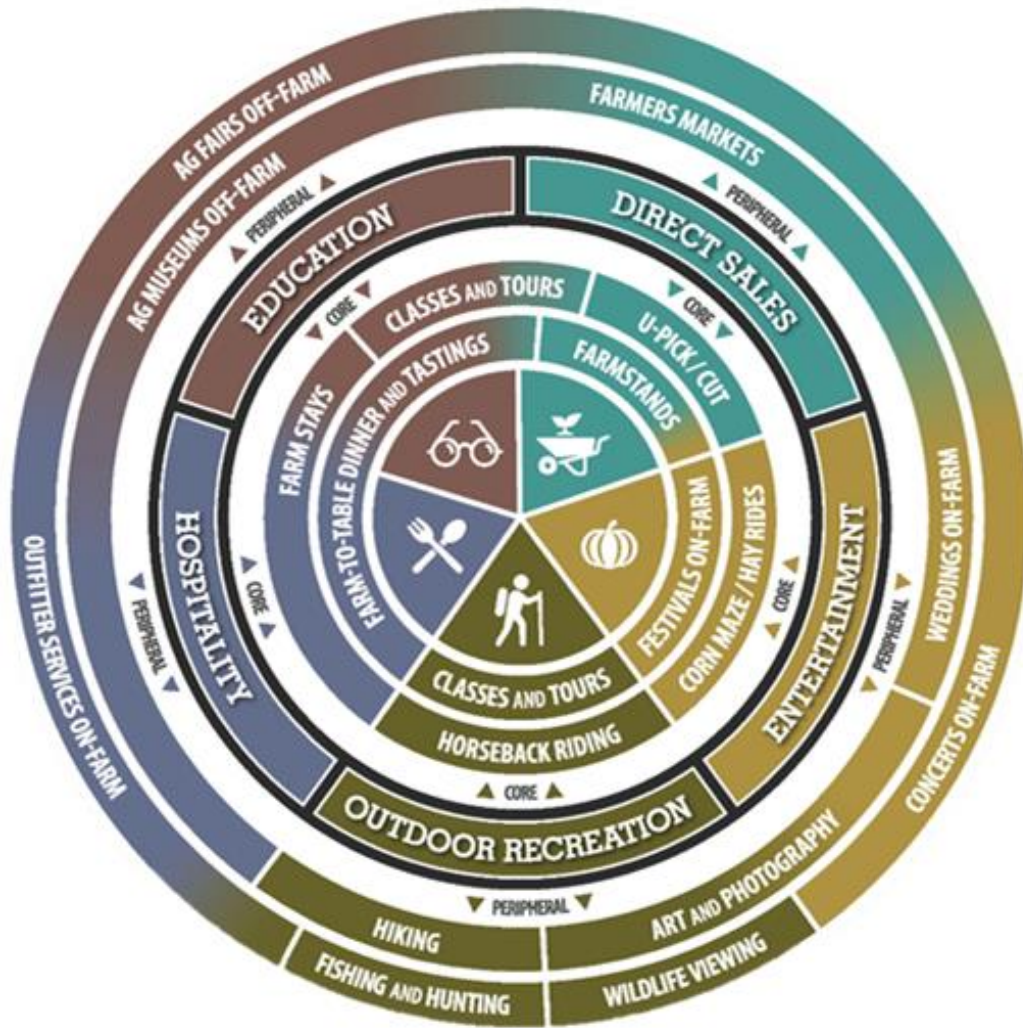 AG FAIRS OFF-FARM
AG MUSEUMS OFF-FARM
FARMERS MARKETS
PERIPHERAL
PERIPHERAL
EDUCATION
DIRECT SALES
CORE
CORE
CLASSES AND TOURS
U-PICK / CUT
FARM STAYS
FARM-TO-TABLE DINNER AND TASTINGS
FARMSTANDS
HOSPITALITY
CORE
PERIPHERAL
OUTFITTER SERVICES ON-FARM
FESTIVALS ON-FARM
CORN MAZE / HAY RIDES
CORE
ENTERTAINMENT
PERIPHERAL
WEDDINGS ON-FARM
CONCERTS ON-FARM
CLASSES AND TOURS
HORSEBACK RIDING
CORE
OUTDOOR RECREATION
PERIPHERAL
HIKING
ART AND PHOTOGRAPHY
FISHING AND HUNTING
WILDLIFE VIEWING